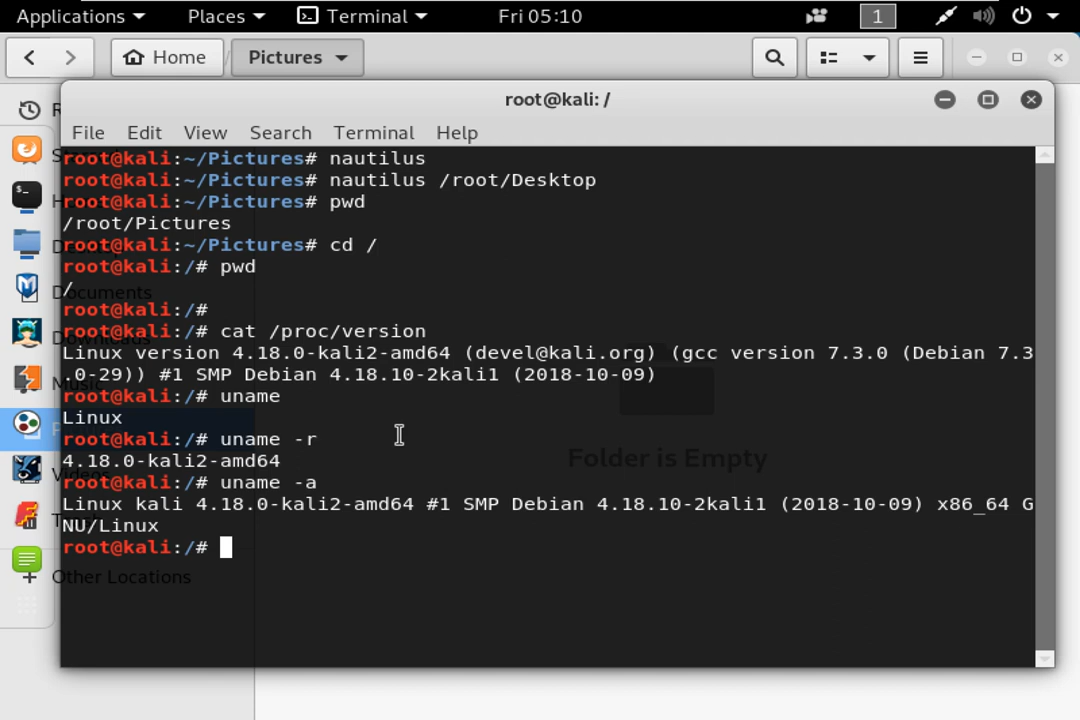 Applications Places Terminal Fri 05:10 1
Home Pictures
root@kali: /
File Edit View Search Terminal Help
root@kali:~/Pictures# nautilus
root@kali:~/Pictures# nautilus /root/Desktop
root@kali:~/Pictures# pwd
/root/Pictures
root@kali:~/Pictures# cd /
root@kali:/# pwd
/
root@kali:/#
root@kali:/# cat /proc/version
Linux version 4.18.0-kali2-amd64 (devel@kali.org) (gcc version 7.3.0 (Debian 7.3
.0-29)) #1 SMP Debian 4.18.10-2kali1 (2018-10-09)
root@kali:/# uname
Linux
root@kali:/# uname -r
4.18.0-kali2-amd64
root@kali:/# uname -a
Linux kali 4.18.0-kali2-amd64 #1 SMP Debian 4.18.10-2kali1 (2018-10-09) x86_64 G
NU/Linux
root@kali:/#
Documents
Music
Videos
Other Locations
Folder is Empty